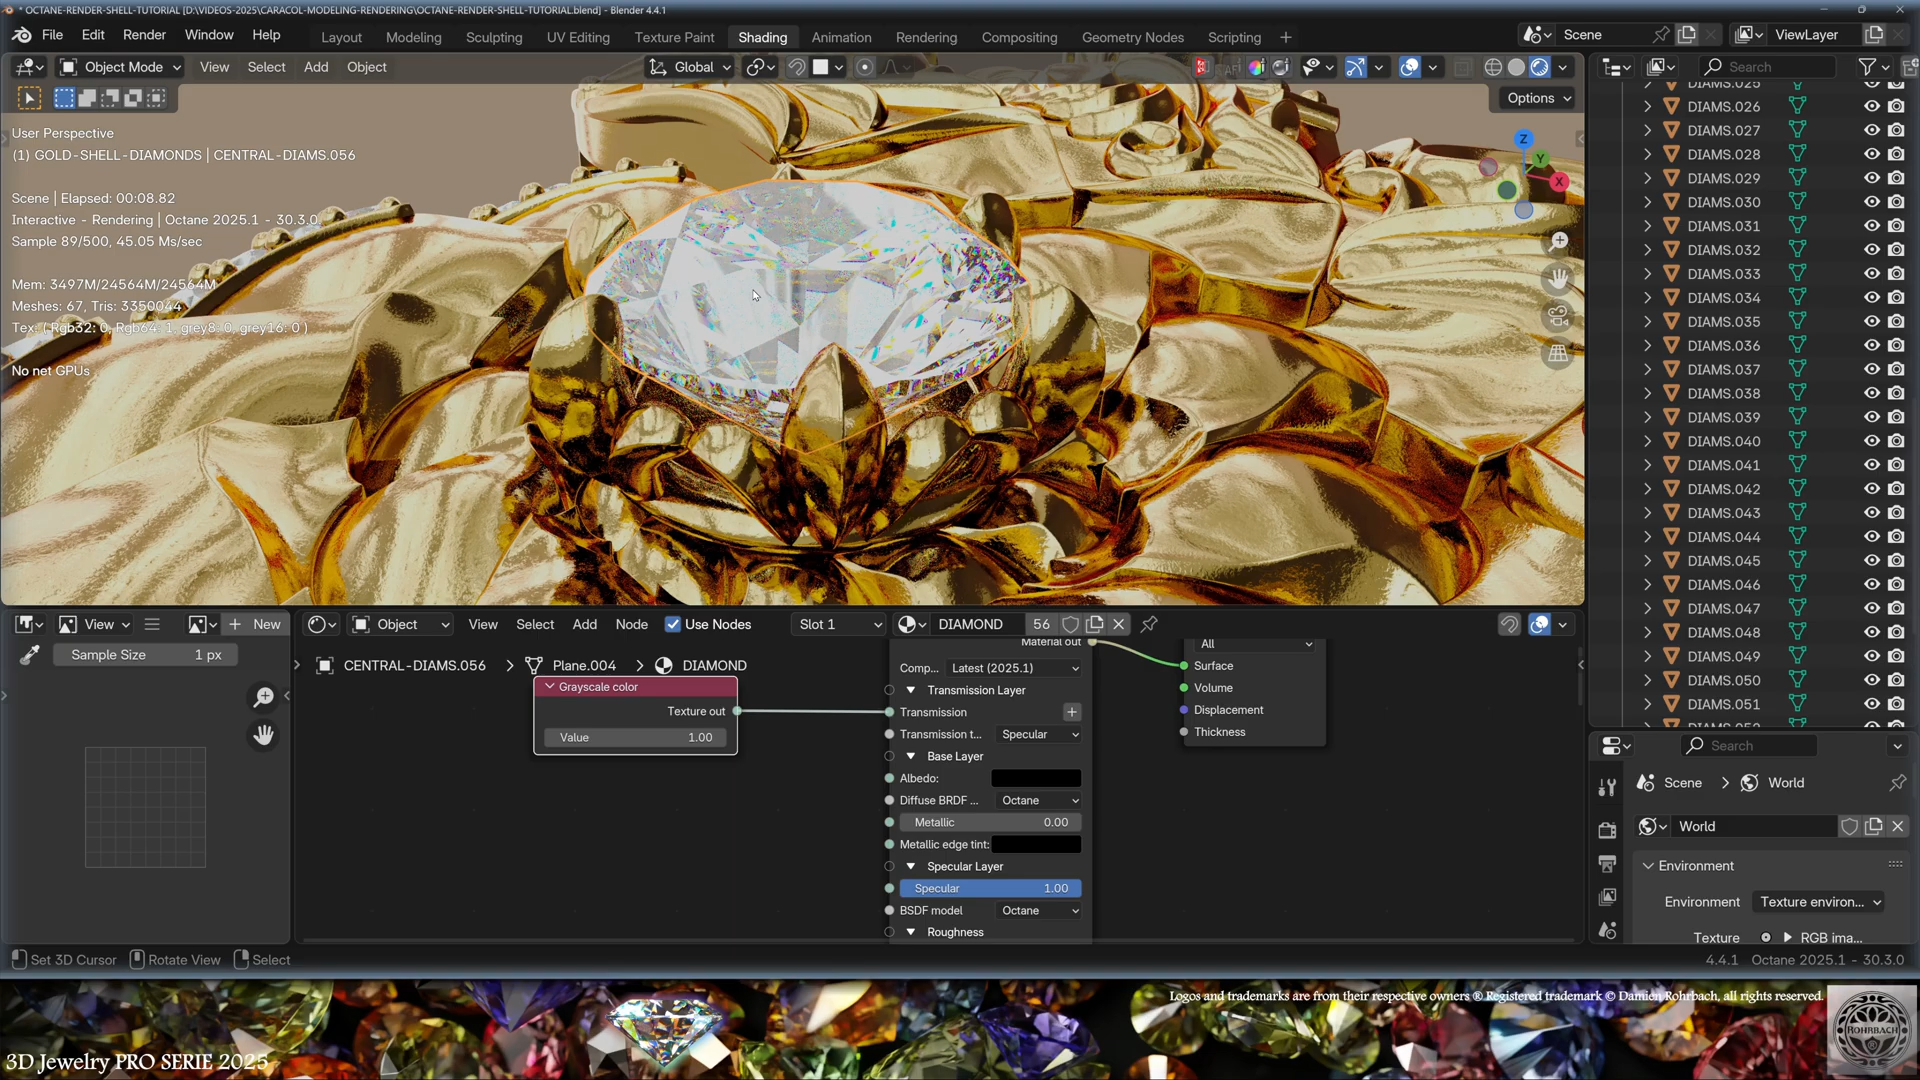 * OCTANE-RENDER-SHELL-TUTORIAL [D:\VIDEOS-2025\CARACOL-MODELING-RENDERING\OCTANE-RENDER-SHELL-TUTORIAL.blend] - Blender 4.4.1
File Edit Render Window Help
Layout Modeling Sculpting UV Editing Texture Paint Shading Animation Rendering Compositing Geometry Nodes Scripting +
Scene
ViewLayer
Object Mode View Select Add Object
Global
Search
Options
User Perspective
(1) GOLD-SHELL-DIAMONDS | CENTRAL-DIAMS.056
Scene | Elapsed: 00:08.82
Interactive - Rendering | Octane 2025.1 - 30.3.0
Sample 89/500, 45.05 Ms/sec
Mem: 3497M/24564M/24564M
Meshes: 67, Tris: 3350044
Tex: ( Rgb32: 0, Rgb64: 1, grey8: 0, grey16: 0 )
No net GPUs
Z
Y
X
DIAMS.025
DIAMS.026
DIAMS.027
DIAMS.028
DIAMS.029
DIAMS.030
DIAMS.031
DIAMS.032
DIAMS.033
DIAMS.034
DIAMS.035
DIAMS.036
DIAMS.037
DIAMS.038
DIAMS.039
DIAMS.040
DIAMS.041
DIAMS.042
DIAMS.043
DIAMS.044
DIAMS.045
DIAMS.046
DIAMS.047
DIAMS.048
DIAMS.049
DIAMS.050
DIAMS.051
View
+ New
Sample Size 1 px
Object View Select Add Node Use Nodes Slot 1 DIAMOND 56
CENTRAL-DIAMS.056 > Plane.004 > DIAMOND
Grayscale color
Texture out
Value 1.00
Material out
Comp... Latest (2025.1)
Transmission Layer
Transmission
Transmission t... Specular
Base Layer
Albedo:
Diffuse BRDF ... Octane
Metallic 0.00
Metallic edge tint:
Specular Layer
Specular 1.00
BSDF model Octane
Roughness
All
Surface
Volume
Displacement
Thickness
Search
Scene > World
World
Environment
Environment Texture environ...
Texture RGB ima...
Set 3D Cursor Rotate View Select
4.4.1 Octane 2025.1 - 30.3.0
Logos and trademarks are from their respective owners ® Registered trademark © Damien Rohrbach, all rights reserved.
3D Jewelry PRO SERIE 2025
ROHRBACH
®